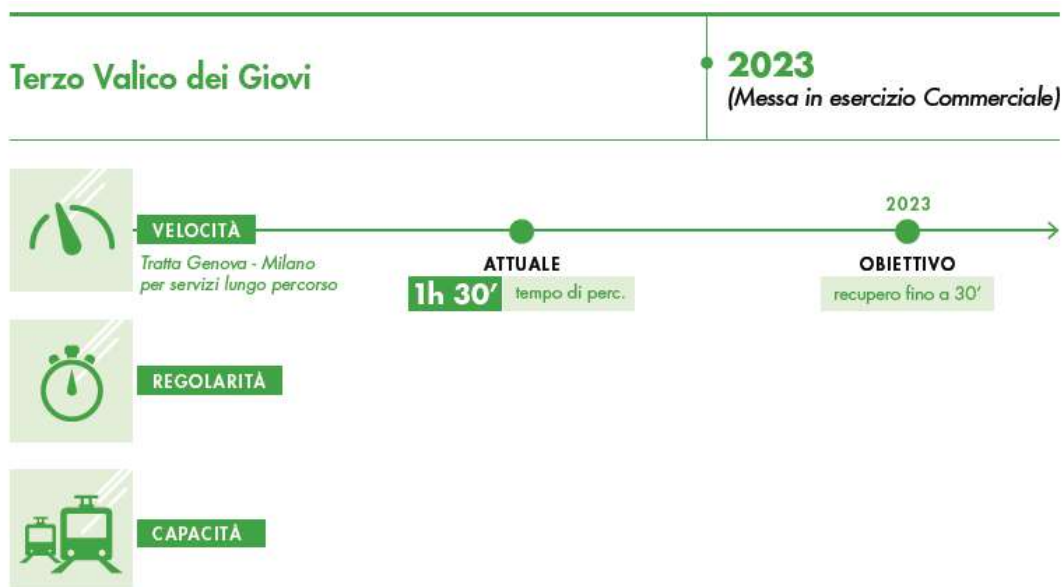 Terzo Valico dei Giovi
2023
(Messa in esercizio Commerciale)
VELOCITÀ
Tratta Genova - Milano
per servizi lungo percorso
ATTUALE
1h 30’ tempo di perc.
2023
OBIETTIVO
recupero fino a 30’
REGOLARITÀ
CAPACITÀ